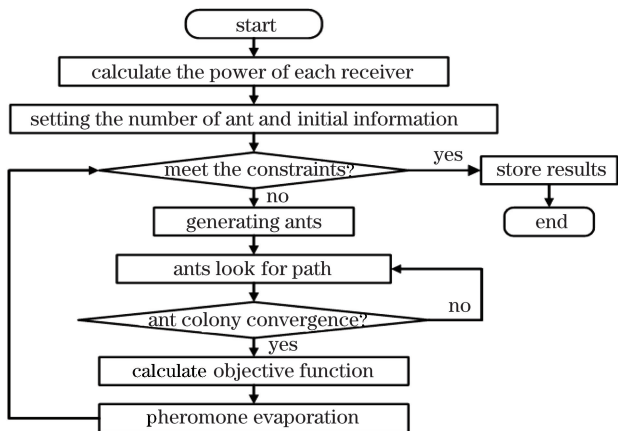 start
calculate the power of each receiver
setting the number of ant and initial information
meet the constraints?
yes
store results
no
end
generating ants
ants look for path
ant colony convergence?
no
yes
calculate objective function
pheromone evaporation